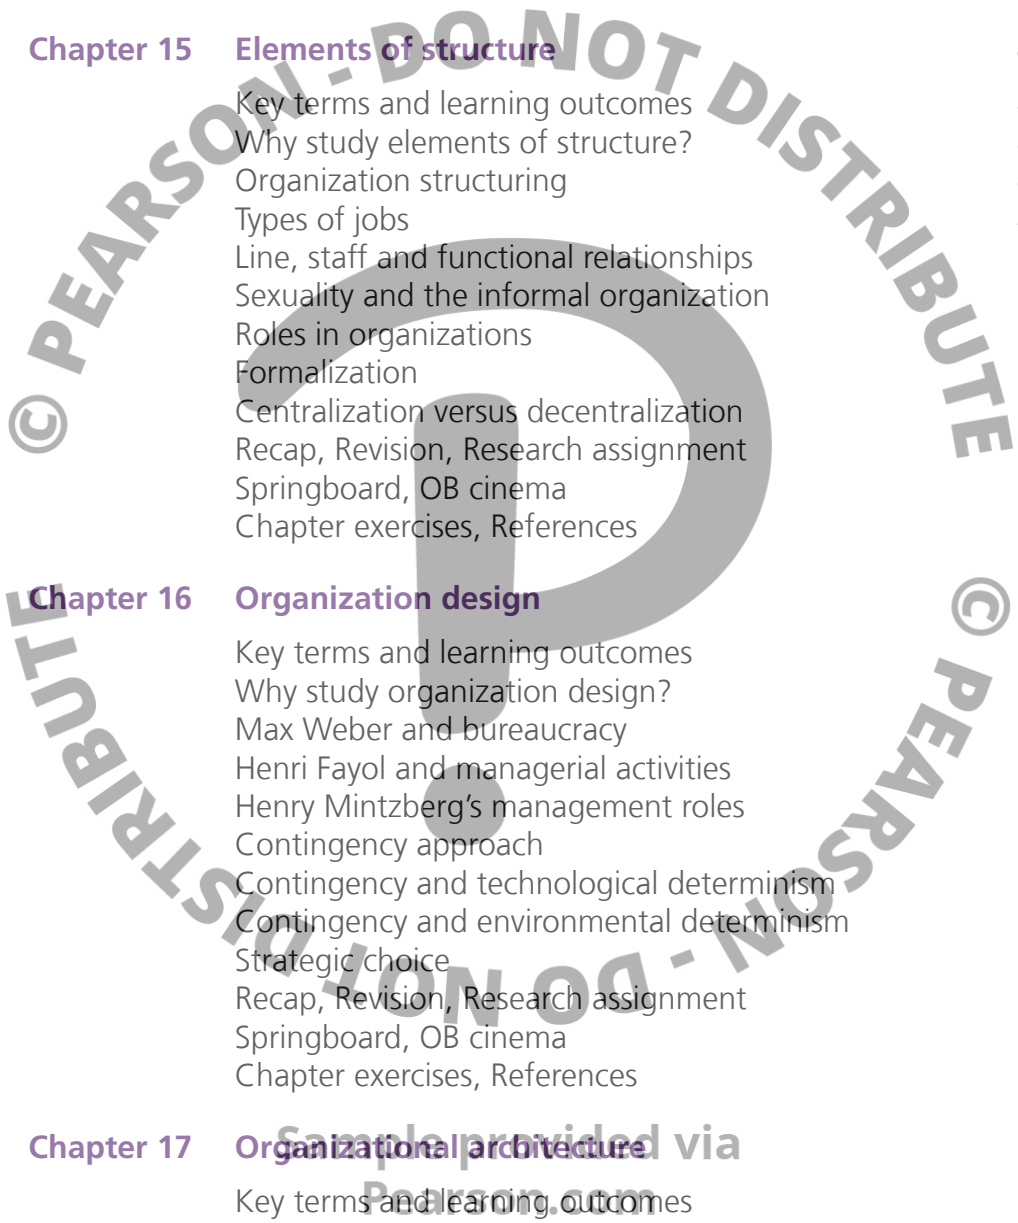 Chapter 15 Elements of structure
Key terms and learning outcomes
Why study elements of structure?
Organization structuring
Types of jobs
Line, staff and functional relationships
Sexuality and the informal organization
Roles in organizations
Formalization
Centralization versus decentralization
Recap, Revision, Research assignment
Springboard, OB cinema
Chapter exercises, References
Chapter 16 Organization design
Key terms and learning outcomes
Why study organization design?
Max Weber and bureaucracy
Henri Fayol and managerial activities
Henry Mintzberg’s management roles
Contingency approach
Contingency and technological determinism
Contingency and environmental determinism
Strategic choice
Recap, Revision, Research assignment
Springboard, OB cinema
Chapter exercises, References
Chapter 17 Organizational architecture
Key terms and learning outcomes
© PEARSON - DO NOT DISTRIBUTE
© PEARSON - DO NOT DISTRIBUTE
Sample provided via
Pearson.com